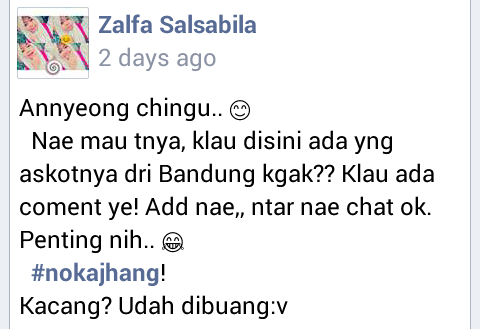 Zalfa Salsabila
2 days ago
Annyeong chingu.. 😊
Nae mau tnya, klau disini ada yng
askotnya dri Bandung kgak?? Klau ada
coment ye! Add nae,, ntar nae chat ok.
Penting nih.. 😁
#nokajhang!
Kacang? Udah dibuang:v